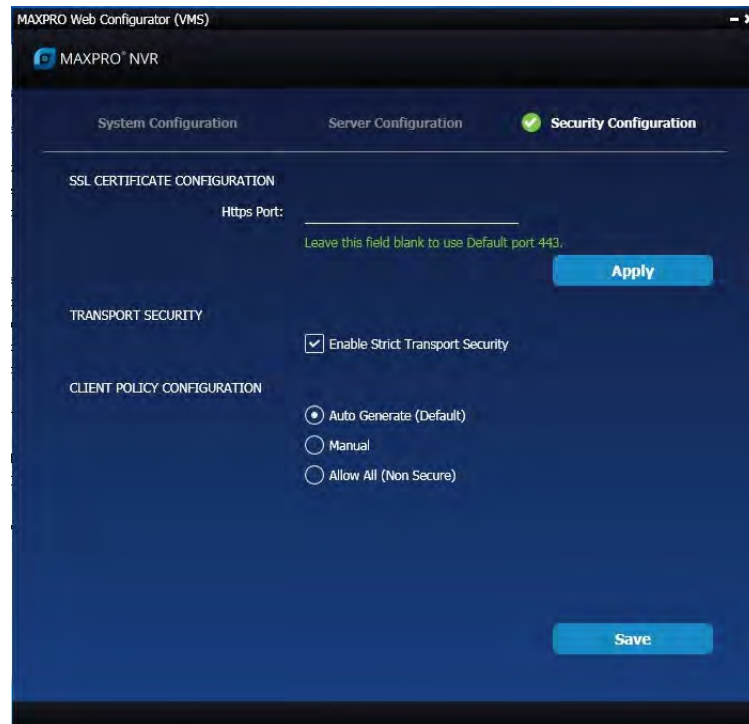 MAXPRO Web Configurator (VMS)
MAXPRO® NVR
System Configuration Server Configuration Security Configuration
SSL CERTIFICATE CONFIGURATION
Https Port:
Leave this field blank to use Default port 443.
Apply
TRANSPORT SECURITY
Enable Strict Transport Security
CLIENT POLICY CONFIGURATION
Auto Generate (Default)
Manual
Allow All (Non Secure)
Save